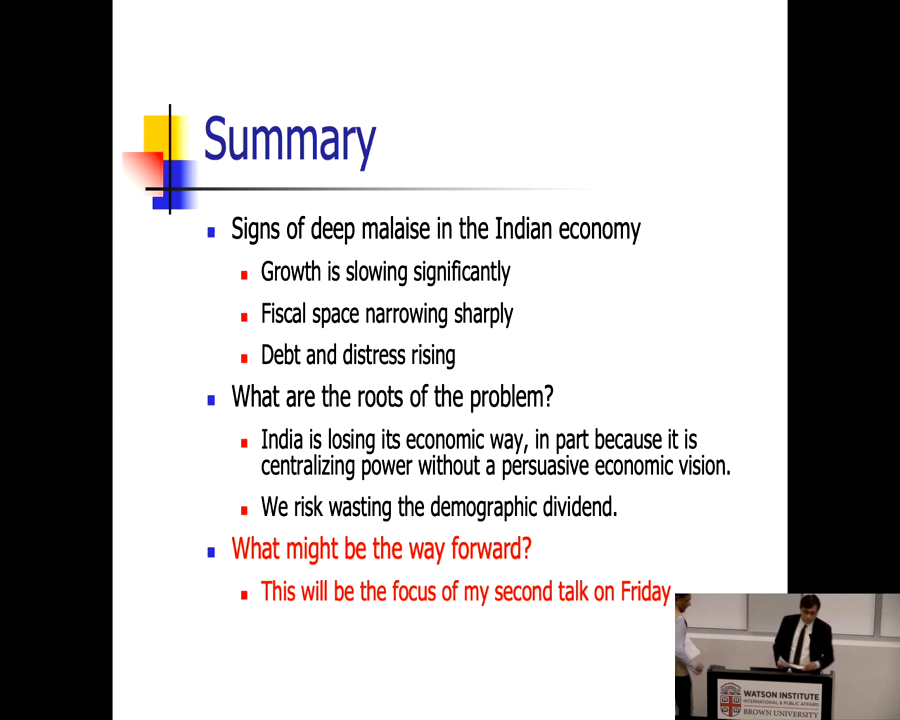 Summary
Signs of deep malaise in the Indian economy
Growth is slowing significantly
Fiscal space narrowing sharply
Debt and distress rising
What are the roots of the problem?
India is losing its economic way, in part because it is
centralizing power without a persuasive economic vision.
We risk wasting the demographic dividend.
What might be the way forward?
This will be the focus of my second talk on Friday
WATSON INSTITUTE
INTERNATIONAL & PUBLIC AFFAIRS
BROWN UNIVERSITY